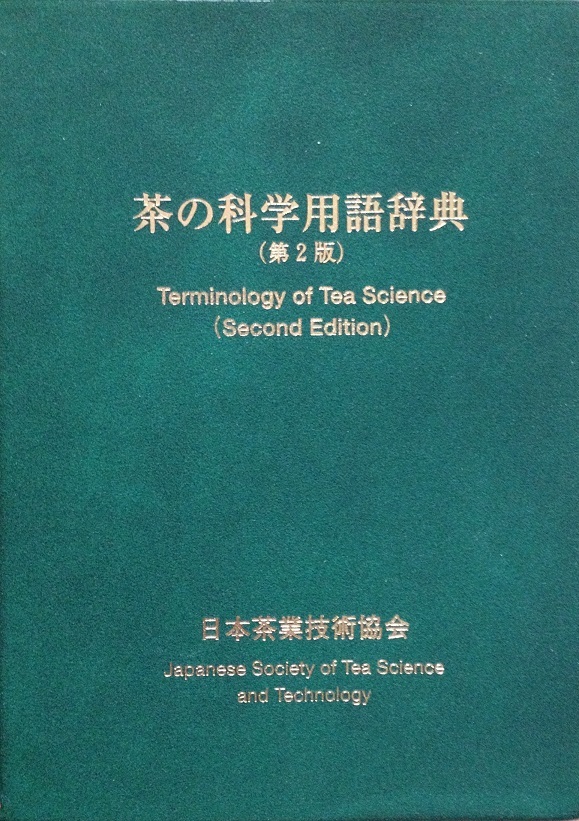 茶の科学用語辞典
(第2版)
Terminology of Tea Science
(Second Edition)
日本茶業技術協会
Japanese Society of Tea Science
and Technology